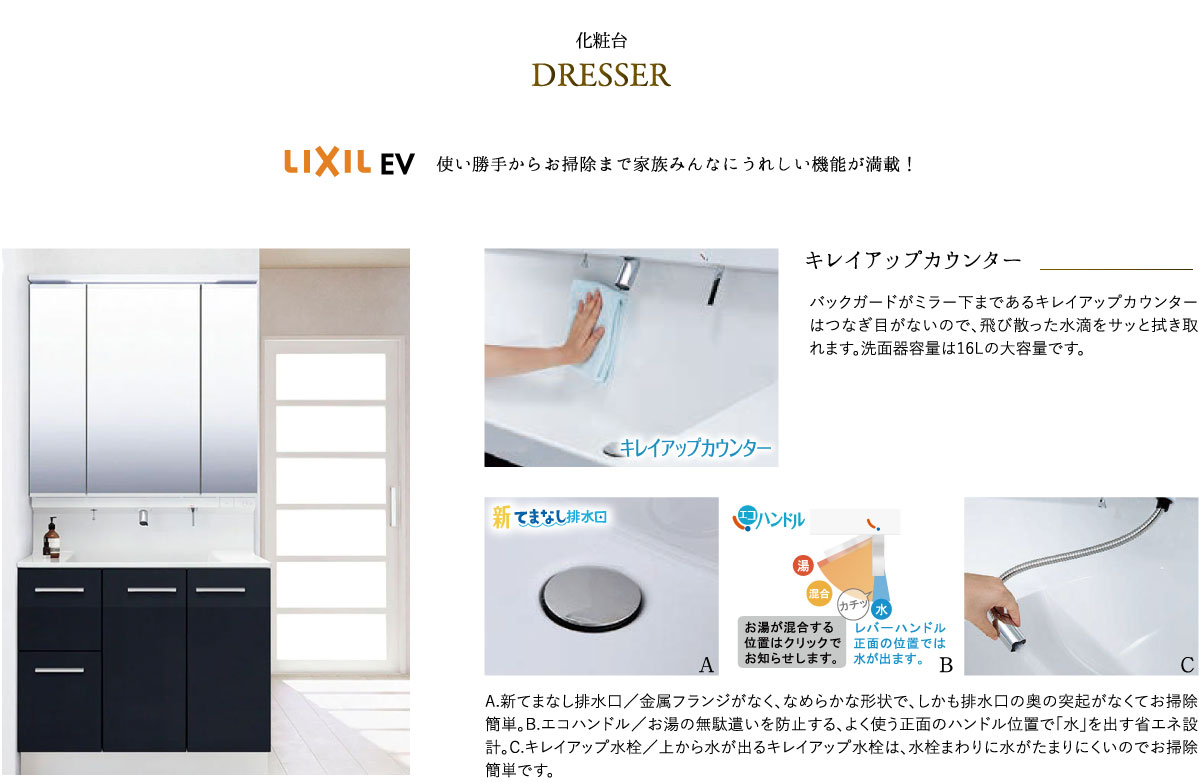 化粧台
DRESSER
LIXIL EV 使い勝手からお掃除まで家族みんなにうれしい機能が満載！
キレイアップカウンター
バックガードがミラー下まであるキレイアップカウンター
はつなぎ目がないので、飛び散った水滴をサッと拭き取
れます。洗面器容量は16Lの大容量です。
キレイアップカウンター
新てまなし排水口
A
エコハンドル
湯
混合
カチッ
水
お湯が混合する
位置はクリックで
お知らせします。
レバーハンドル
正面の位置では
水が出ます。
B
C
A.新てまなし排水口／金属フランジがなく、なめらかな形状で、しかも排水口の奥の突起がなくてお掃除
簡単。B.エコハンドル／お湯の無駄遣いを防止する、よく使う正面のハンドル位置で｢水｣を出す省エネ設
計。C.キレイアップ水栓／上から水が出るキレイアップ水栓は、水栓まわりに水がたまりにくいのでお掃除
簡単です。